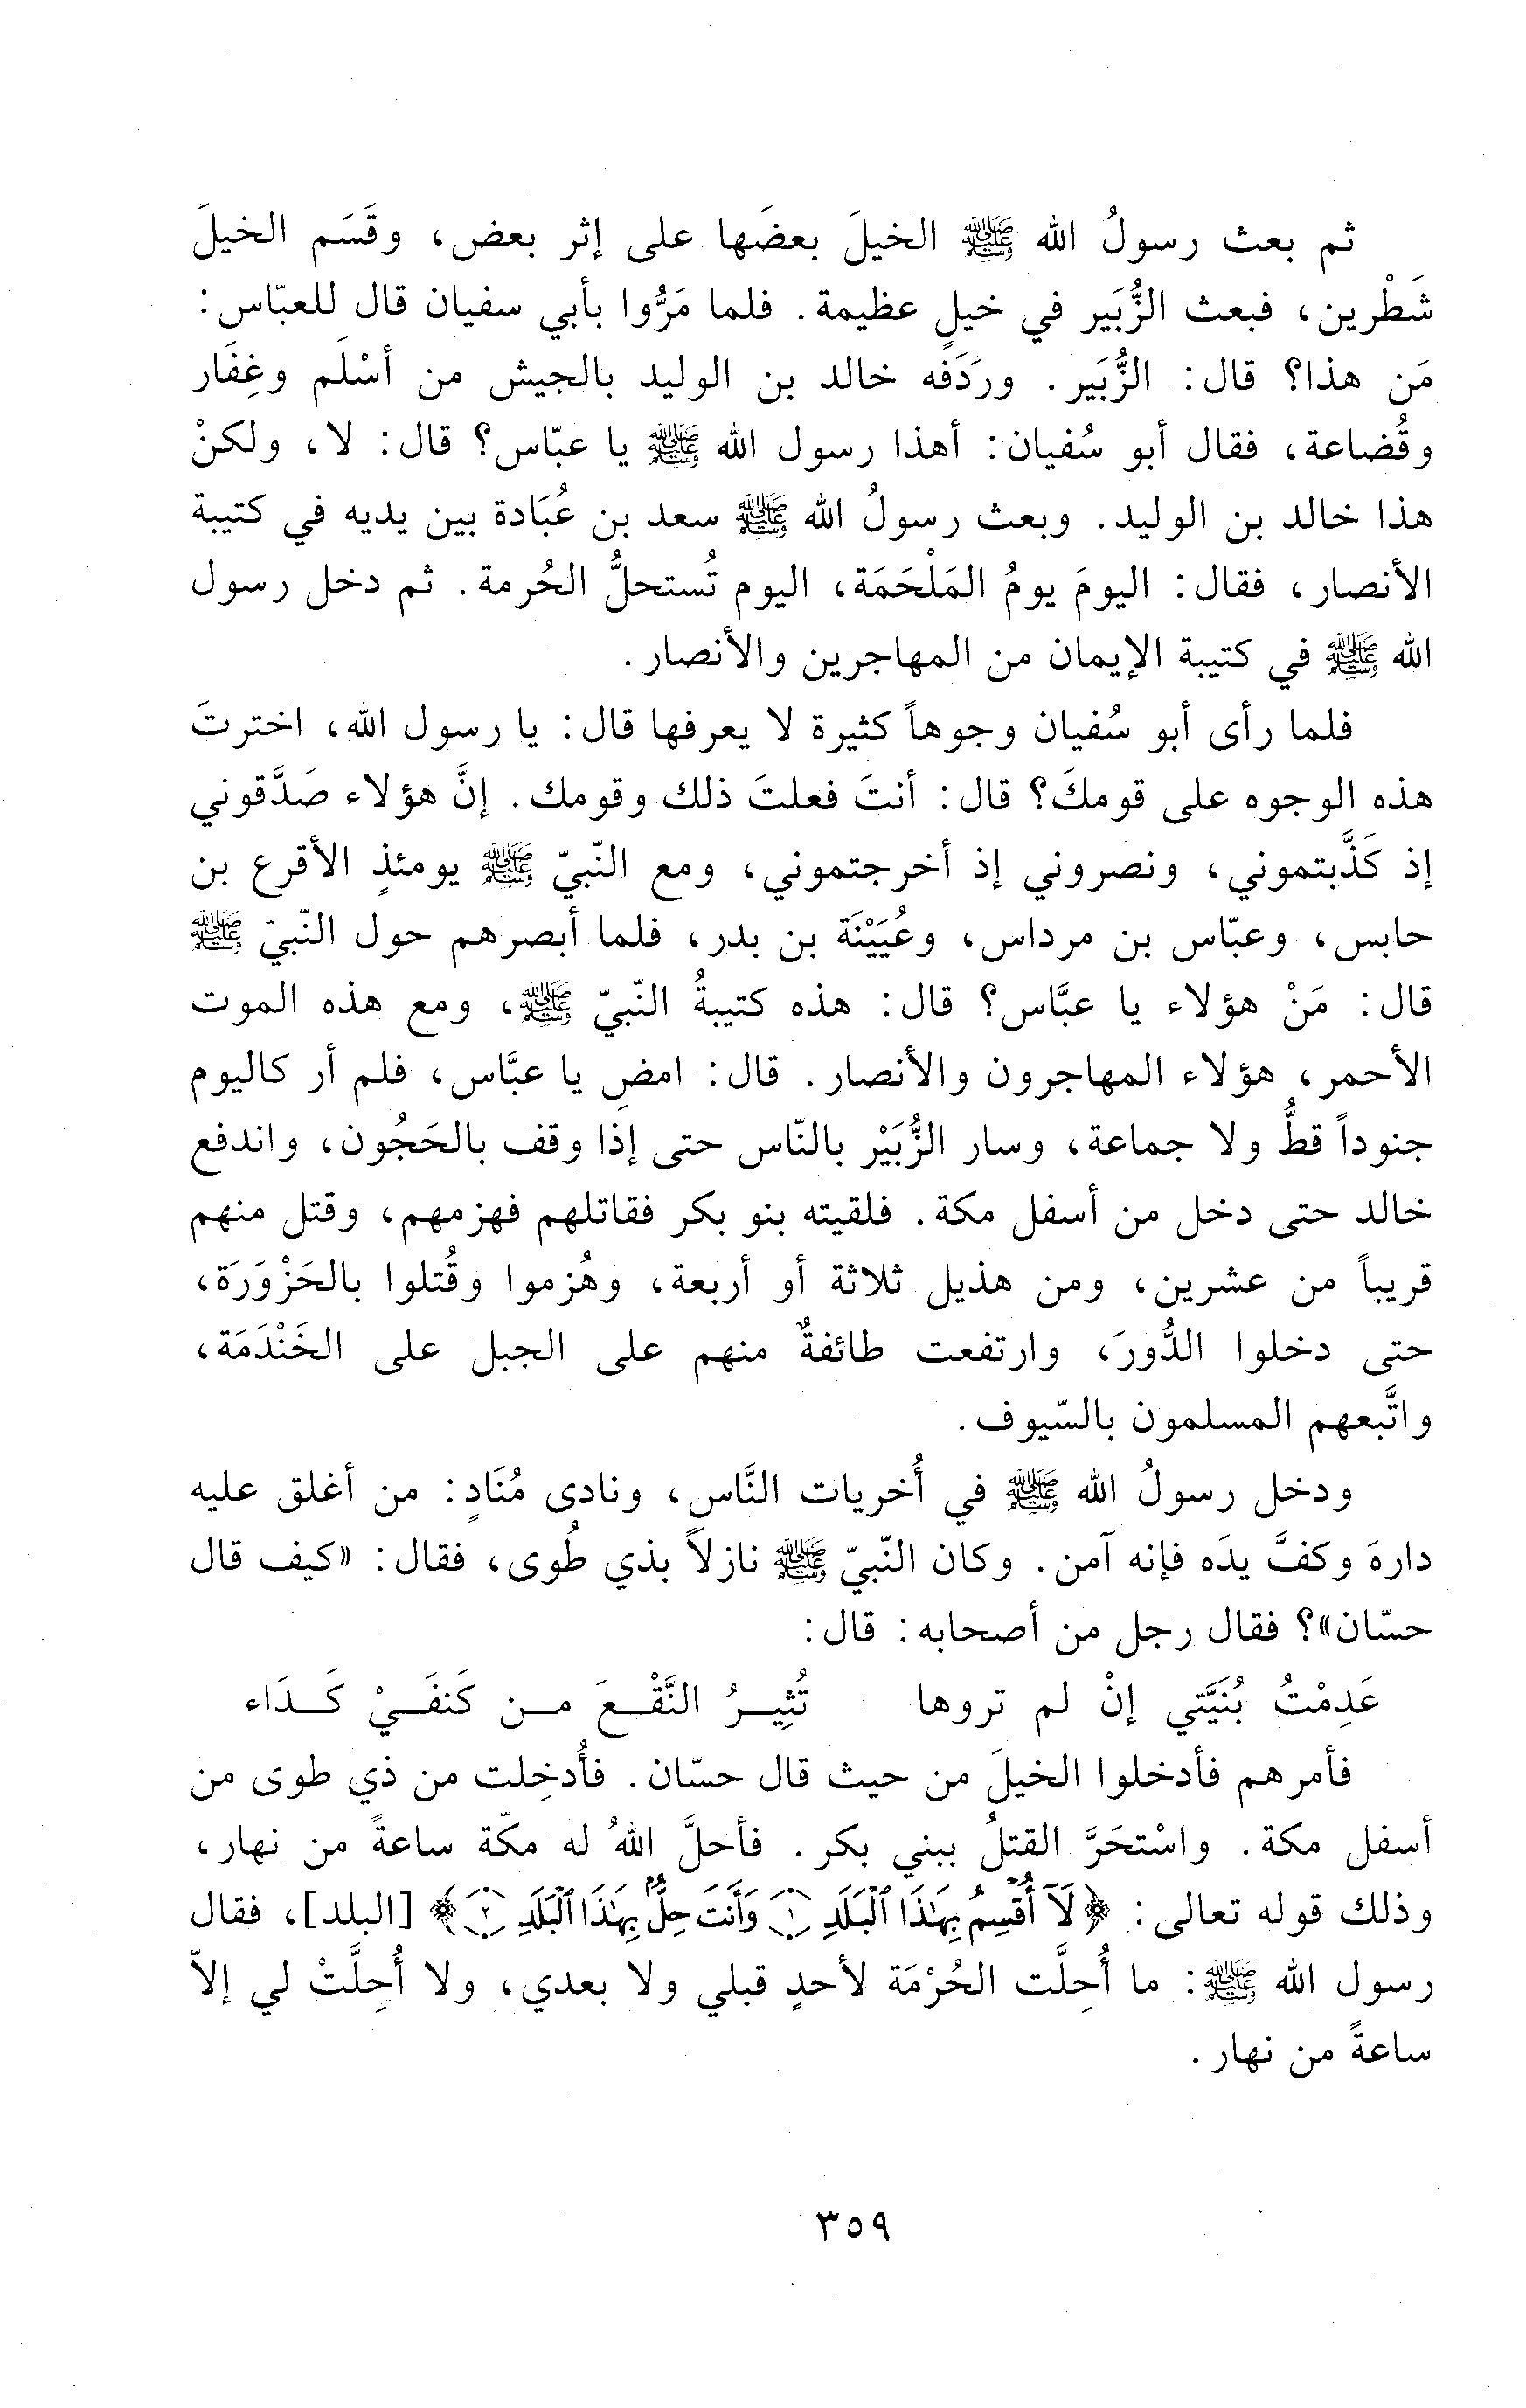 ثم بعث رسولُ الله ﷺ الخيلَ بعضَها على إثر بعض، وقَسَم الخيلَ
شَطْرين، فبعث الزُّبَير في خيلٍ عظيمة. فلما مَرُّوا بأبي سفيان قال للعبّاس:
مَن هذا؟ قال: الزُّبَير. ورَدَفه خالد بن الوليد بالجيش من أسْلَم وغِفَار
وقُضاعة، فقال أبو سُفيان: أهذا رسول الله ﷺ يا عبّاس؟ قال: لا، ولكنْ
هذا خالد بن الوليد. وبعث رسولُ الله ﷺ سعد بن عُبَادة بين يديه في كتيبة
الأنصار، فقال: اليومَ يومُ المَلْحَمَة، اليوم تُستحلُّ الحُرمة. ثم دخل رسول
الله ﷺ في كتيبة الإيمان من المهاجرين والأنصار.
فلما رأى أبو سُفيان وجوهاً كثيرة لا يعرفها قال: يا رسول الله، اخترتَ
هذه الوجوه على قومكَ؟ قال: أنتَ فعلتَ ذلك وقومك. إنَّ هؤلاء صَدَّقوني
إذ كَذَّبتموني، ونصروني إذ أخرجتموني، ومع النّبيّ ﷺ يومئذٍ الأقرع بن
حابس، وعبّاس بن مرداس، وعُيَيْنَة بن بدر، فلما أبصرهم حول النّبيّ ﷺ
قال: مَنْ هؤلاء يا عبَّاس؟ قال: هذه كتيبةُ النّبيّ ﷺ، ومع هذه الموت
الأحمر، هؤلاء المهاجرون والأنصار. قال: امضِ يا عبَّاس، فلم أر كاليوم
جنوداً قطُّ ولا جماعة، وسار الزُّبَيْر بالنّاس حتى إذا وقف بالحَجُون، واندفع
خالد حتى دخل من أسفل مكة. فلقيته بنو بكر فقاتلهم فهزمهم، وقتل منهم
قريباً من عشرين، ومن هذيل ثلاثة أو أربعة، وهُزموا وقُتلوا بالحَزْوَرَة،
حتى دخلوا الدُّورَ، وارتفعت طائفةٌ منهم على الجبل على الخَنْدَمَة،
واتَّبعهم المسلمون بالسّيوف.
ودخل رسولُ الله ﷺ في أُخريات النَّاس، ونادى مُنَادٍ: من أغلق عليه
دارهَ وكفَّ يدَه فإنه آمن. وكان النّبيّ ﷺ نازلاً بذي طُوى، فقال: «كيف قال
حسّان»؟ فقال رجل من أصحابه: قال:
عَدِمْتُ بُنَيَّتي إنْ لم تروها تُثِيرُ النَّقْعَ من كَنفَيْ كَدَاء
فأمرهم فأدخلوا الخيلَ من حيث قال حسّان. فأُدخِلت من ذي طوى من
أسفل مكة. واسْتحَرَّ القتلُ ببني بكر. فأحلَّ اللهُ له مكّة ساعةً من نهار،
وذلك قوله تعالى: ﴿لَآ أُقْسِمُ بِهَٰذَا ٱلْبَلَدِ ۝١ وَأَنتَ حِلٌّۢ بِهَٰذَا ٱلْبَلَدِ ۝٢﴾ [البلد]، فقال
رسول الله ﷺ: ما أُحِلَّت الحُرْمَة لأحدٍ قبلي ولا بعدي، ولا أُحِلَّتْ لي إلاّ
ساعةً من نهار.
٣٥٩